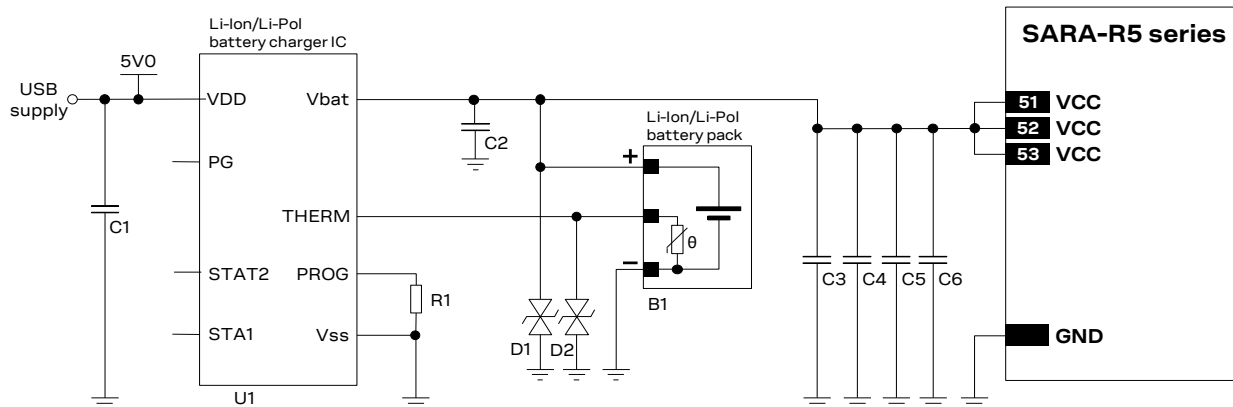 Li-Ion/Li-Pol
battery charger IC
SARA-R5 series
5V0
USB
supply
VDD
Vbat
51 VCC
52 VCC
53 VCC
Li-Ion/Li-Pol
battery pack
C2
+
PG
C1
THERM
θ
STAT2
PROG
–
C3
C4
C5
C6
R1
B1
STA1
Vss
D1
D2
GND
U1